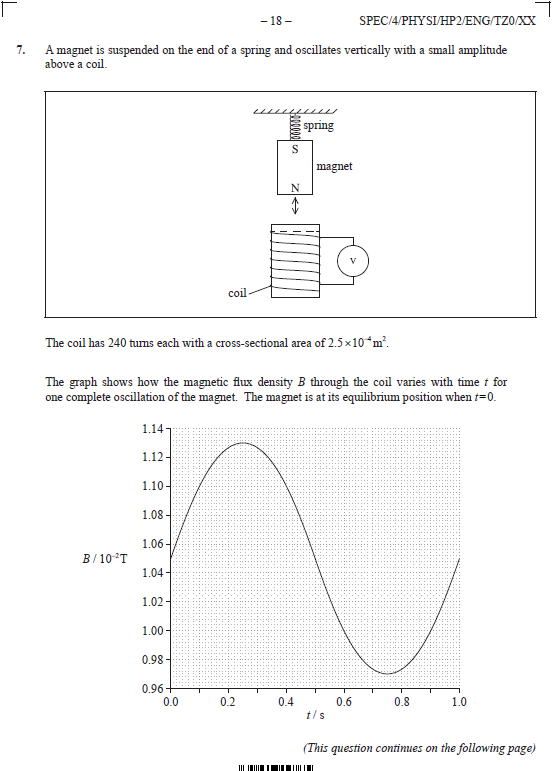 – 18 –
SPEC/4/PHYSI/HP2/ENG/TZ0/XX
7. A magnet is suspended on the end of a spring and oscillates vertically with a small amplitude
above a coil.
spring
S
magnet
N
V
coil
The coil has 240 turns each with a cross-sectional area of 2.5×10⁻⁴m².
The graph shows how the magnetic flux density B through the coil varies with time t for
one complete oscillation of the magnet. The magnet is at its equilibrium position when t=0.
1.14
1.12
1.10
1.08
1.06
B / 10⁻²T
1.04
1.02
1.00
0.98
0.96
0.0 0.2 0.4 0.6 0.8 1.0
t / s
(This question continues on the following page)